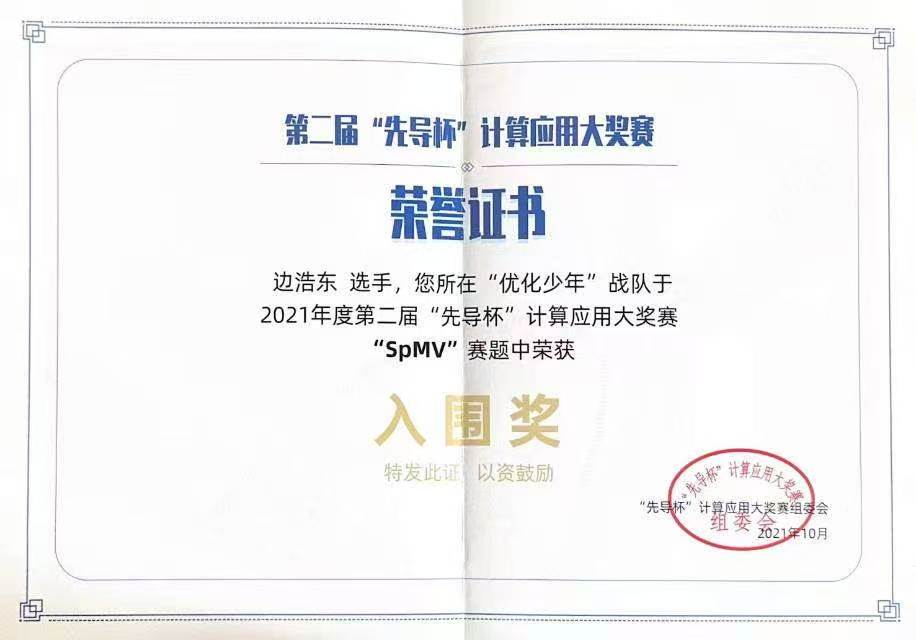 第二届“先导杯”计算应用大奖赛
荣誉证书
边浩东 选手，您所在“优化少年”战队于
2021年度第二届“先导杯”计算应用大奖赛
“SpMV”赛题中荣获
入围奖
特发此证 以资鼓励
“先导杯”计算应用大奖赛
组委会
“先导杯”计算应用大奖赛组委会
2021年10月